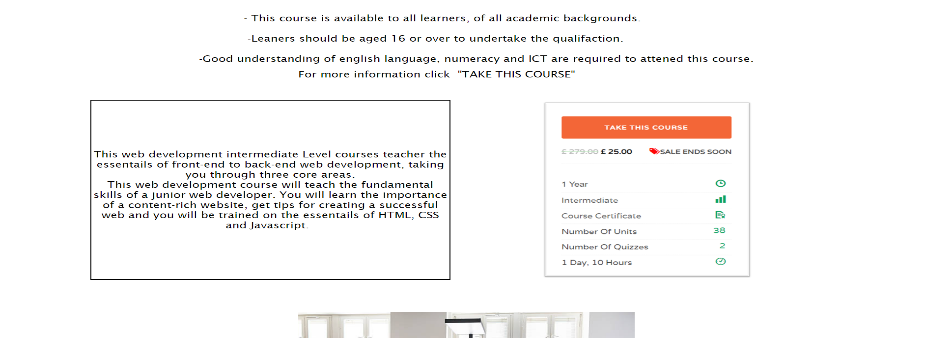 - This course is available to all learners, of all academic backgrounds.
-Leaners should be aged 16 or over to undertake the qualifaction.
-Good understanding of english language, numeracy and ICT are required to attened this course.
For more information click "TAKE THIS COURSE"
This web development intermediate Level courses teacher the
essentails of front-end to back-end web development, taking
you through three core areas.
This web development course will teach the fundamental
skills of a junior web developer. You will learn the importance
of a content-rich website, get tips for creating a successful
web and you will be trained on the essentails of HTML, CSS
and Javascript.
TAKE THIS COURSE
£ 279.00 £ 25.00 SALE ENDS SOON
1 Year
Intermediate
Course Certificate
Number Of Units 38
Number Of Quizzes 2
1 Day, 10 Hours